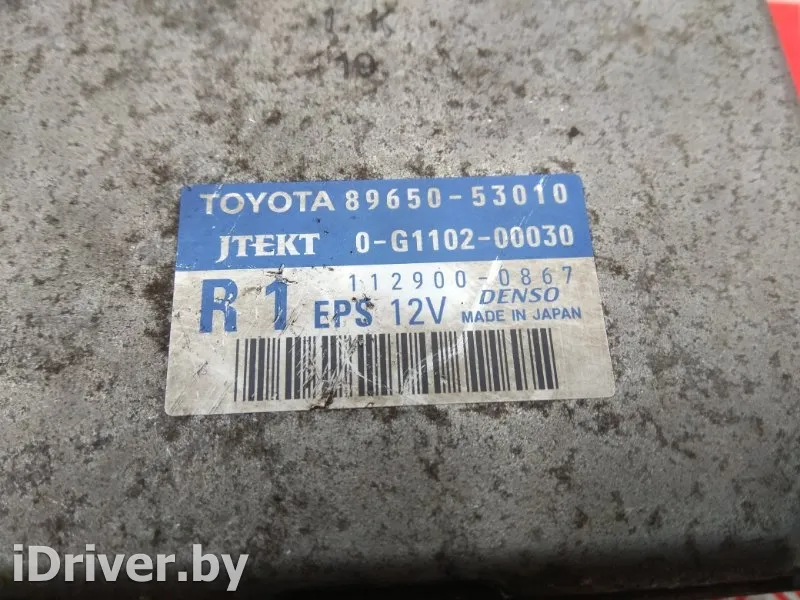 1 K
10
TOYOTA 89650-53010
JTEKT 0-G1102-00030
112900-0867
R1 EPS 12V DENSO
MADE IN JAPAN
iDriver.by